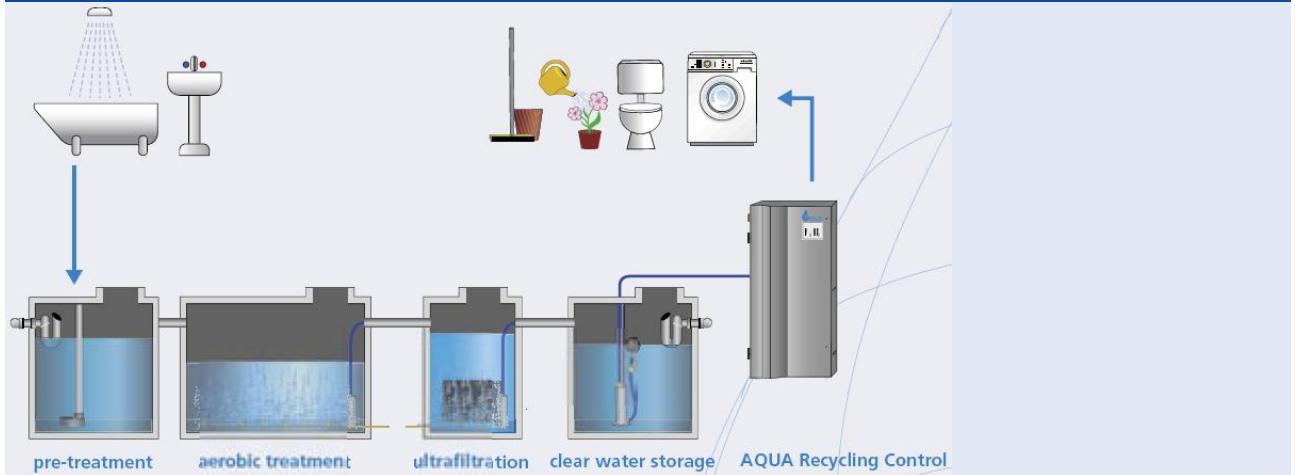 pre-treatment
aerobic treatment
ultrafiltration
clear water storage
AQUA Recycling Control